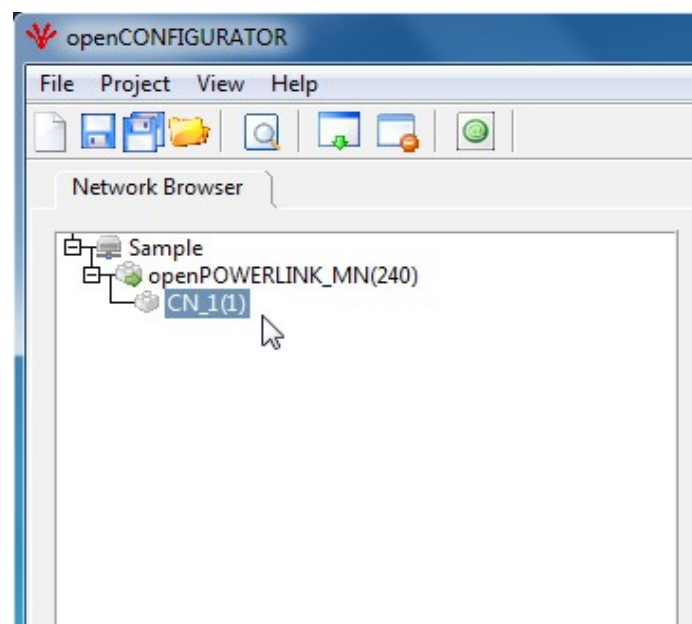 openCONFIGURATOR
File Project View Help
Network Browser
Sample
openPOWERLINK_MN(240)
CN_1(1)